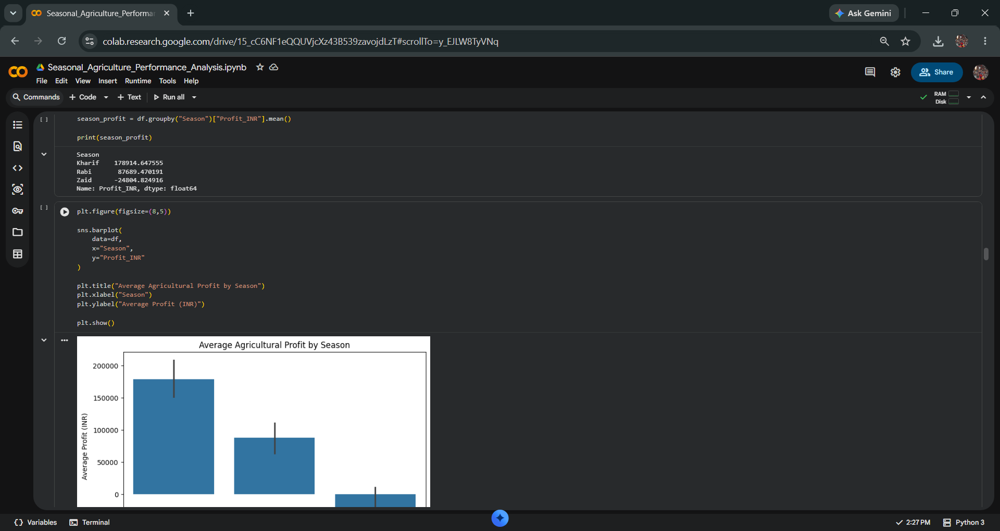 Seasonal_Agriculture_Performa
Ask Gemini
colab.research.google.com/drive/15_cC6NF1eQQUVjcXz43B539zavojdLzT#scrollTo=y_EJLW8TyVNq
Seasonal_Agriculture_Performance_Analysis.ipynb
File Edit View Insert Runtime Tools Help
Share
Commands + Code + Text Run all
RAM
Disk
[ ] season_profit = df.groupby("Season")["Profit_INR"].mean()
print(season_profit)
Season
Kharif 178914.647555
Rabi 87689.470191
Zaid -24804.824916
Name: Profit_INR, dtype: float64
[ ] plt.figure(figsize=(8,5))
sns.barplot(
data=df,
x="Season",
y="Profit_INR"
)
plt.title("Average Agricultural Profit by Season")
plt.xlabel("Season")
plt.ylabel("Average Profit (INR)")
plt.show()
Average Agricultural Profit by Season
200000
150000
100000
50000
0
Average Profit (INR)
Variables Terminal
2:27 PM Python 3